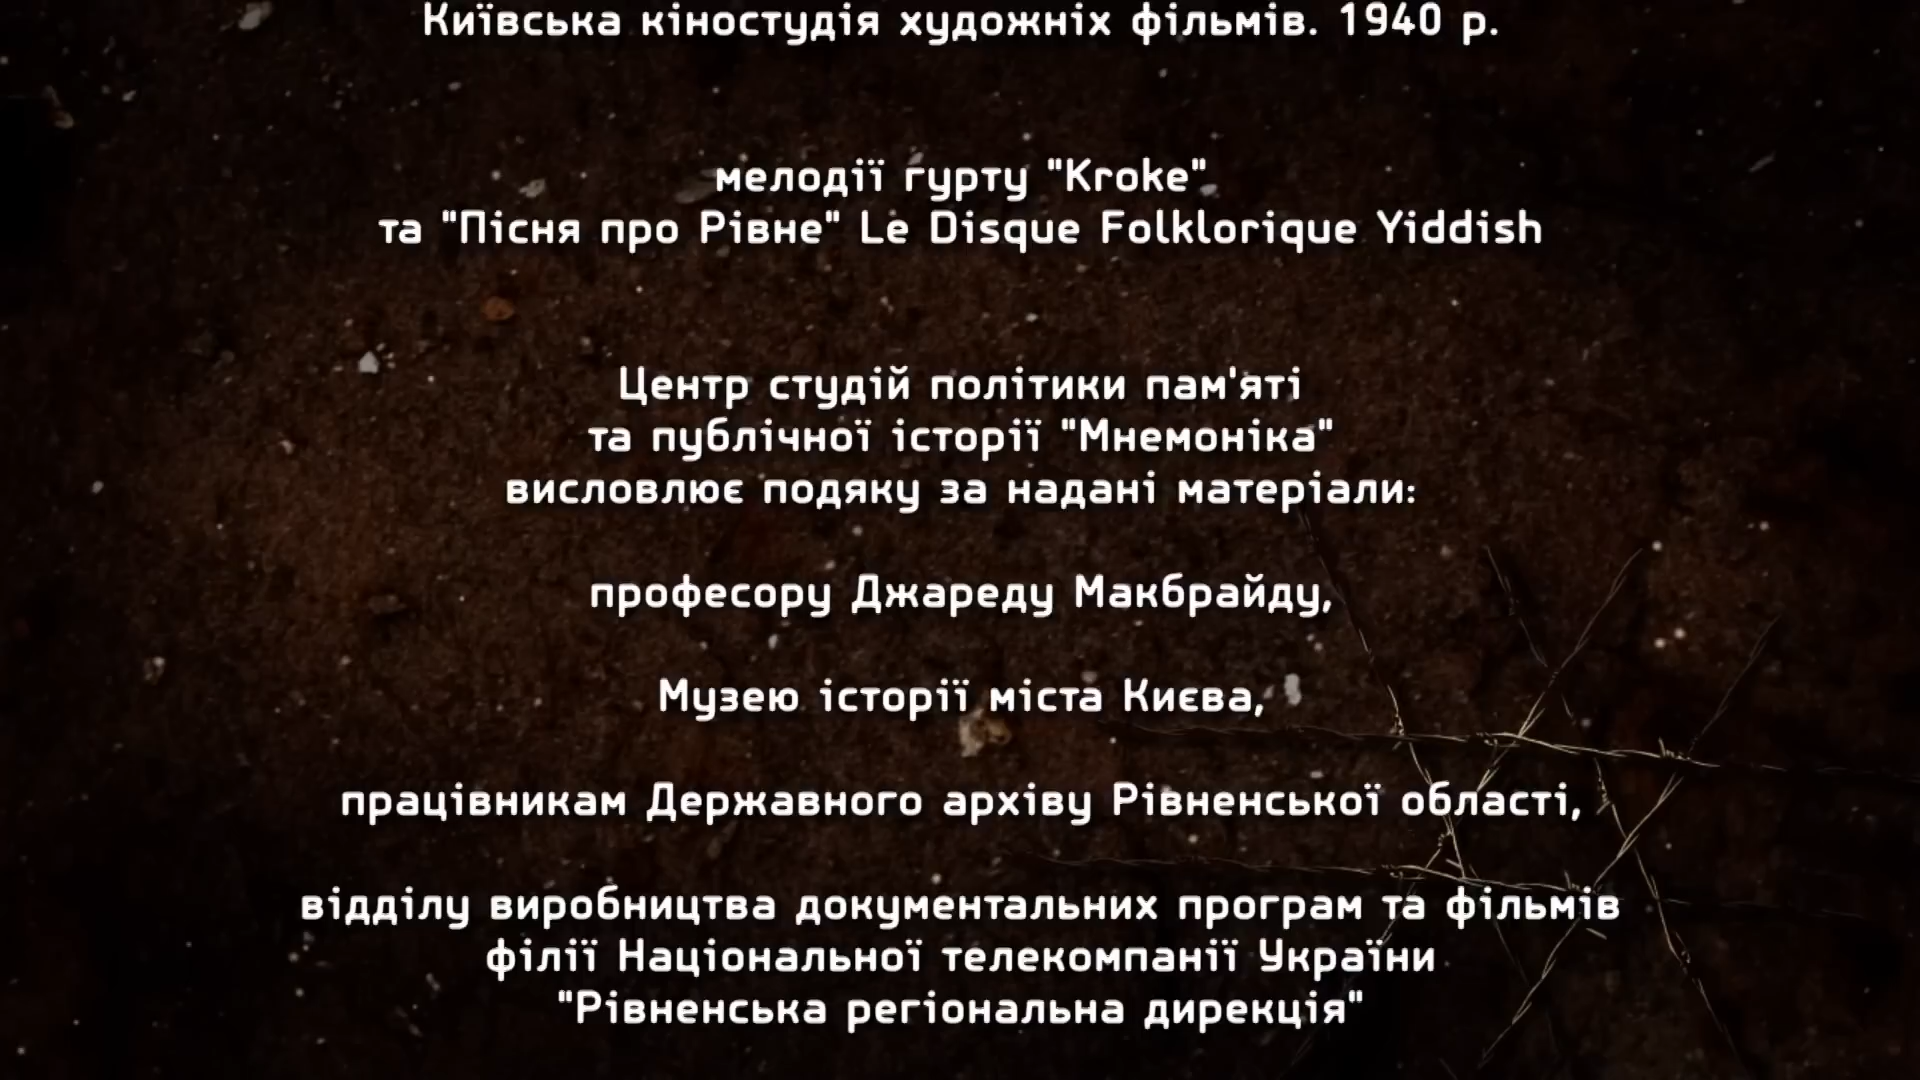 Київська кіностудія художніх фільмів. 1940 р.
мелодії гурту "Kroke"
та "Пісня про Рівне" Le Disque Folklorique Yiddish
Центр студій політики пам'яті
та публічної історії "Мнемоніка"
висловлює подяку за надані матеріали:
професору Джареду Макбрайду,
Музею історії міста Києва,
працівникам Державного архіву Рівненської області,
відділу виробництва документальних програм та фільмів
філії Національної телекомпанії України
"Рівненська регіональна дирекція"